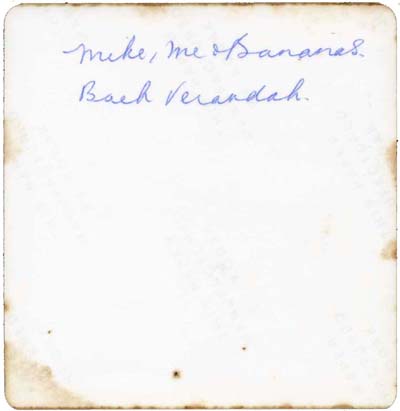 Mike, Me & Bananas.
Back Verandah.